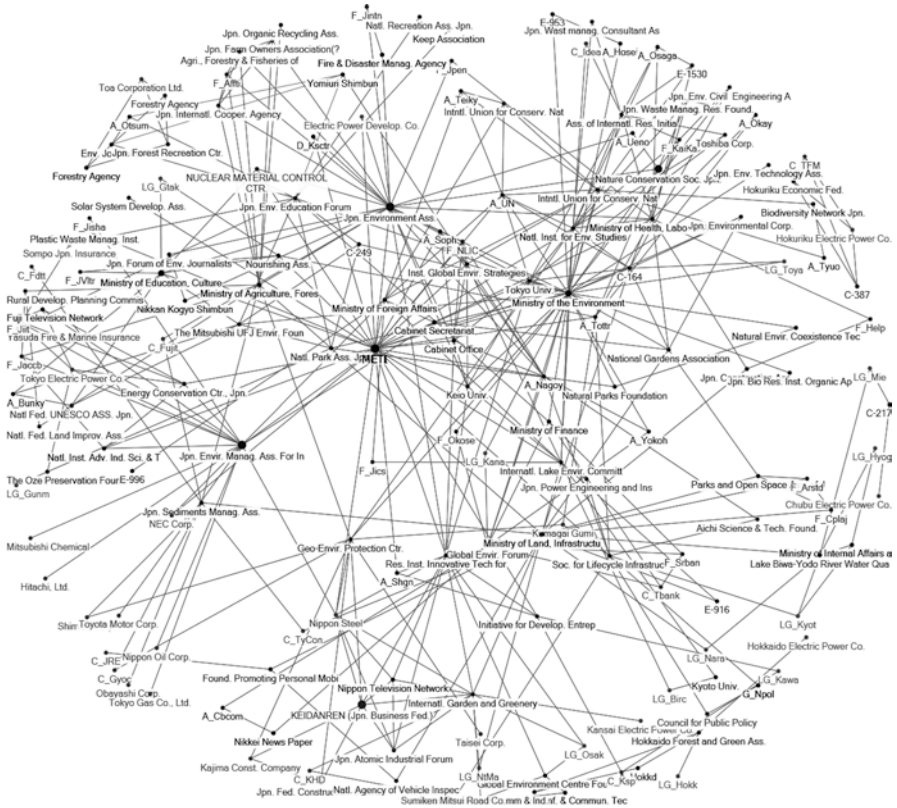 F_Jintn
Natl. Recreation Ass. Jpn.
Keep Association
E-953
Jpn. Wast manag. Consultant As
Jpn. Organic Recycling Ass.
Jpn. Farm Owners Association(?
Agri., Forestry & Fisheries of
Fire & Disaster Manag. Agency
C_Idea
A_Hose
A_Osaga
F_Jpen
E-1530
Toa Corporation Ltd.
F_Affs
Yomiuri Shimbun
Forestry Agency
Jpn. Internatl. Cooper. Agency
A_Teiky
Intntl. Union for Conserv. Nat
Jpn. Env. Civil Engineering A
Jpn. Waste Manag. Res. Found.
A_Otsum
Electric Power Develop. Co.
Ass. of Internatl. Res. Initia
A_Okay
A_Ueno
Toshiba Corp.
F_KaiKa
D_Ksctr
Jpn. Forest Recreation Ctr.
Forestry Agency
LG_Gtak
NUCLEAR MATERIAL CONTROL
CTR.
Nature Conservation Soc. J
Jpn. Env. Technology Ass.
C_TFM
Hokuriku Economic Fed.
Solar System Develop. Ass.
Jpn. Env. Education Forum
Jpn. Environment Ass.
A_UN
Intntl. Union for Conserv. Nat
Biodiversity Network Jpn.
F_Jisha
Ministry of Health, Labo
Jpn. Environmental Corp.
Plastic Waste Manag. Inst.
A_Soph
Natl. Inst. for Env. Studies
Hokuriku Electric Power Co.
Sompo Jpn. Insurance
C-249
FF_NLIC
Jpn. Forum of Env. Journalists
Nourishing Ass.
A_Tyuo
C_Fdtt
F_JVltr
Ministry of Education, Culture
Inst. Global Envir. Strategies
C-164
LG_Toya
Tokyo Univ.
C-387
Rural Develop. Planning Commis
Ministry of Agriculture, Fores
Nikkan Kogyo Shimbun
Ministry of Foreign Affairs
Ministry of the Environment
Fuji Television Network
F_Jiit
The Mitsubishi UFJ Envir. Foun
Cabinet Secretariat
A_Tottr
F_Help
Yasuda Fire & Marine Insurance
C_Fujit
Cabinet Office
Natural Envir. Coexistence Tec
F_Jaccb
Natl. Park Ass. J
METI
National Gardens Association
Tokyo Electric Power Co.
Energy Conservation Ctr., Jpn.
Keio Univ.
A_Nagoy
Natural Parks Foundation
Jpn. Bio Res. Inst. Organic Ap
LG_Mie
A_Bunky
Natl Fed. UNESCO ASS. Jpn.
C-217
Natl. Fed. Land Improv. Ass.
Ministry of Finance
F_Okose
A_Yokoh
Natl. Inst. Adv. Ind. Sci. & T
Jpn. Envir. Manag. Ass. For In
F_Jics
LG_Kana
Internatl. Lake Envir. Committ
LG_Hyog
The Oze Preservation Four
E-996
LG_Gunm
Jpn. Power Engineering and Ins
Parks and Open Space
F_Arstd
Chubu Electric Power Co.
Jpn. Sediments Manag. Ass.
NEC Corp.
F_Cplaj
Aichi Science & Tech. Found.
Kumagai Gumi
Mitsubishi Chemical
Geo-Envir. Protection Ctr.
Ministry of Land, Infrastructu
Global Envir. Forum
Res. Inst. Innovative Tech for
Soc. for Lifecycle Infrastruc
F_Srban
Ministry of Internal Affairs a
Lake Biwa-Yodo River Water Qua
Hitachi, Ltd.
A_Shgn
C_Tbank
E-916
Toyota Motor Corp.
Nippon Steel
Initiative for Develop. Entrep
LG_Kyot
C_TyCon
Hokkaido Electric Power Co.
C_JRE
Nippon Oil Corp.
LG_Nara
C_Gyoc
Found. Promoting Personal Mobi
Kyoto Univ.
LG_Kawa
Obayashi Corp.
Tokyo Gas Co., Ltd.
Nippon Television Network
LG_Birc
G_Npol
A_Cbcom
KEIDANREN (Jpn. Business Fed.)
Internatl. Garden and Greenery
Council for Public Policy
Kansai Electric Power
Nikkei News Paper
Taisei Corp.
Hokkaido Forest and Green Ass.
Jpn. Atomic Industrial Forum
LG_Osak
Kajima Const. Company
C_KHD
LG_NtMa
C_Ksp
Hokkd
LG_Hokk
Jpn. Fed. Constru
Natl. Agency of Vehicle Inspec
Global Environment Centre Fou
Sumiken Mitsui Road Co.